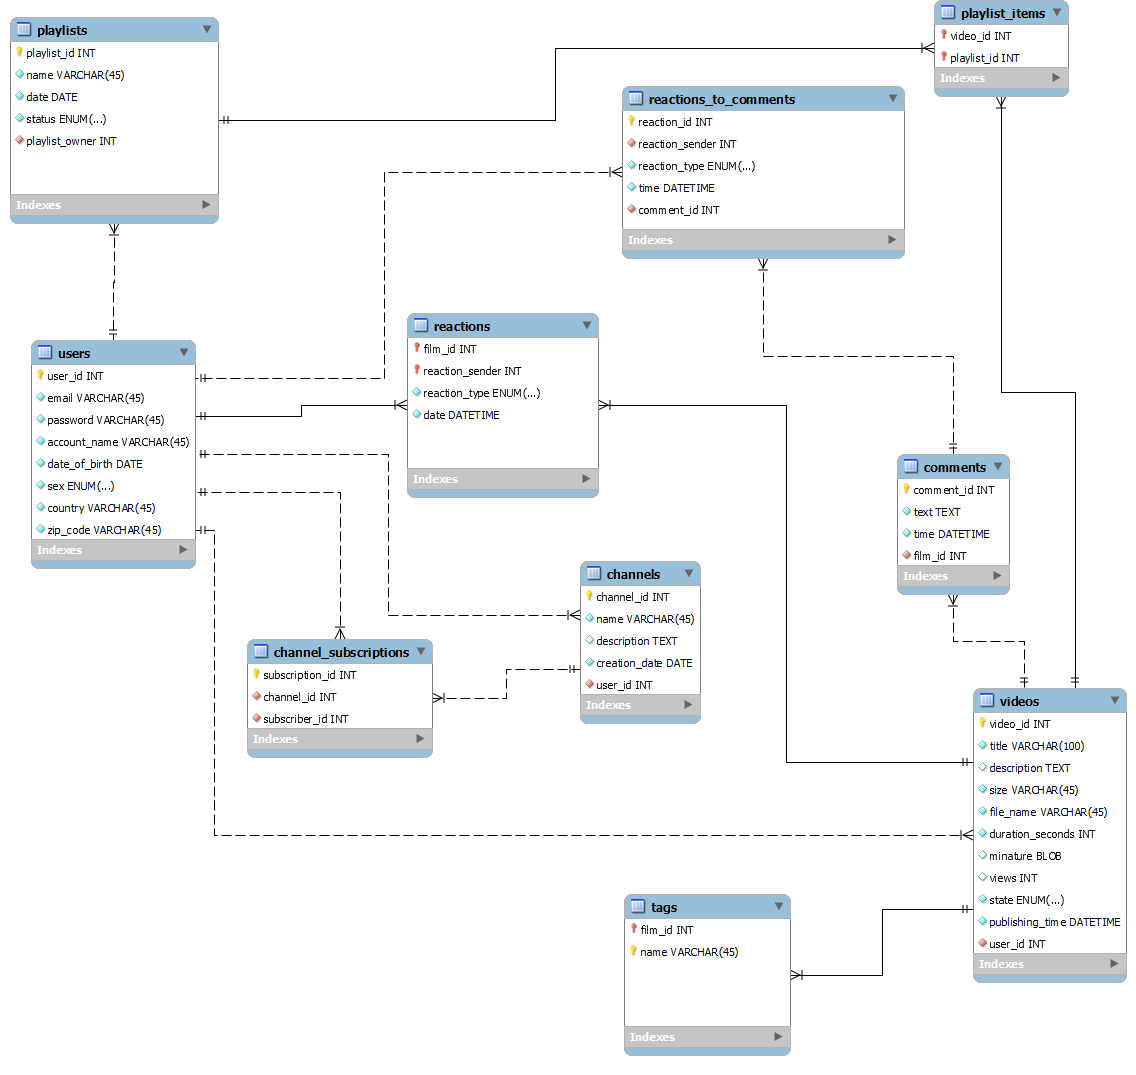 playlists
playlist_id INT
name VARCHAR(45)
date DATE
status ENUM(...)
playlist_owner INT
Indexes
playlist_items
video_id INT
playlist_id INT
Indexes
reactions_to_comments
reaction_id INT
reaction_sender INT
reaction_type ENUM(...)
time DATETIME
comment_id INT
Indexes
users
user_id INT
email VARCHAR(45)
password VARCHAR(45)
account_name VARCHAR(45)
date_of_birth DATE
sex ENUM(...)
country VARCHAR(45)
zip_code VARCHAR(45)
Indexes
reactions
film_id INT
reaction_sender INT
reaction_type ENUM(...)
date DATETIME
Indexes
comments
comment_id INT
text TEXT
time DATETIME
film_id INT
Indexes
channels
channel_id INT
name VARCHAR(45)
description TEXT
creation_date DATE
user_id INT
Indexes
channel_subscriptions
subscription_id INT
channel_id INT
subscriber_id INT
Indexes
videos
video_id INT
title VARCHAR(100)
description TEXT
size VARCHAR(45)
file_name VARCHAR(45)
duration_seconds INT
minature BLOB
views INT
state ENUM(...)
publishing_time DATETIME
user_id INT
Indexes
tags
film_id INT
name VARCHAR(45)
Indexes